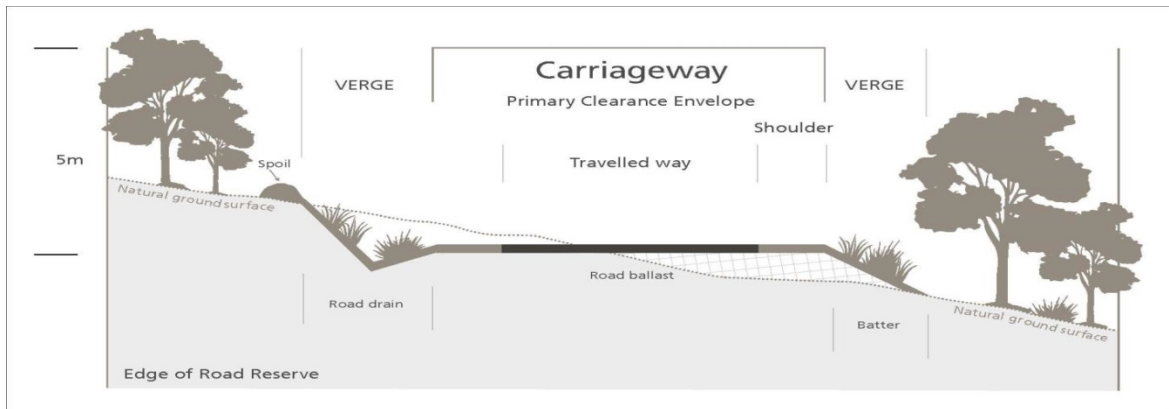 Carriageway
VERGE
Primary Clearance Envelope
VERGE
Shoulder
5m
Spoil
Travelled way
Natural ground surface
Road ballast
Road drain
Natural ground surface
Batter
Edge of Road Reserve